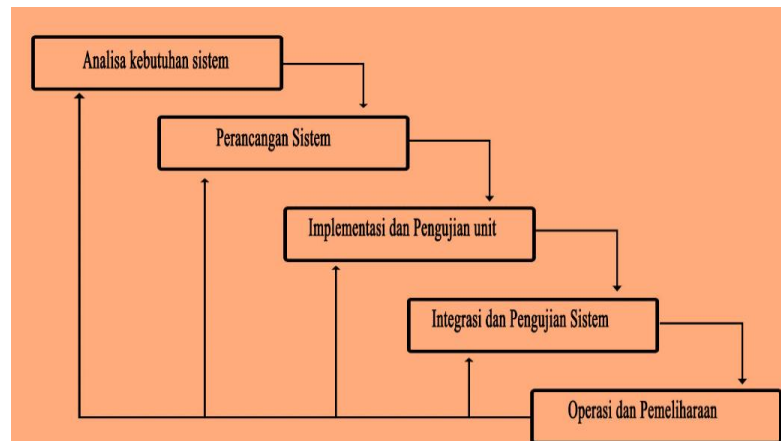 Analisa kebutuhan sistem
Perancangan Sistem
Implementasi dan Pengujian unit
Integrasi dan Pengujian Sistem
Operasi dan Pemeliharaan